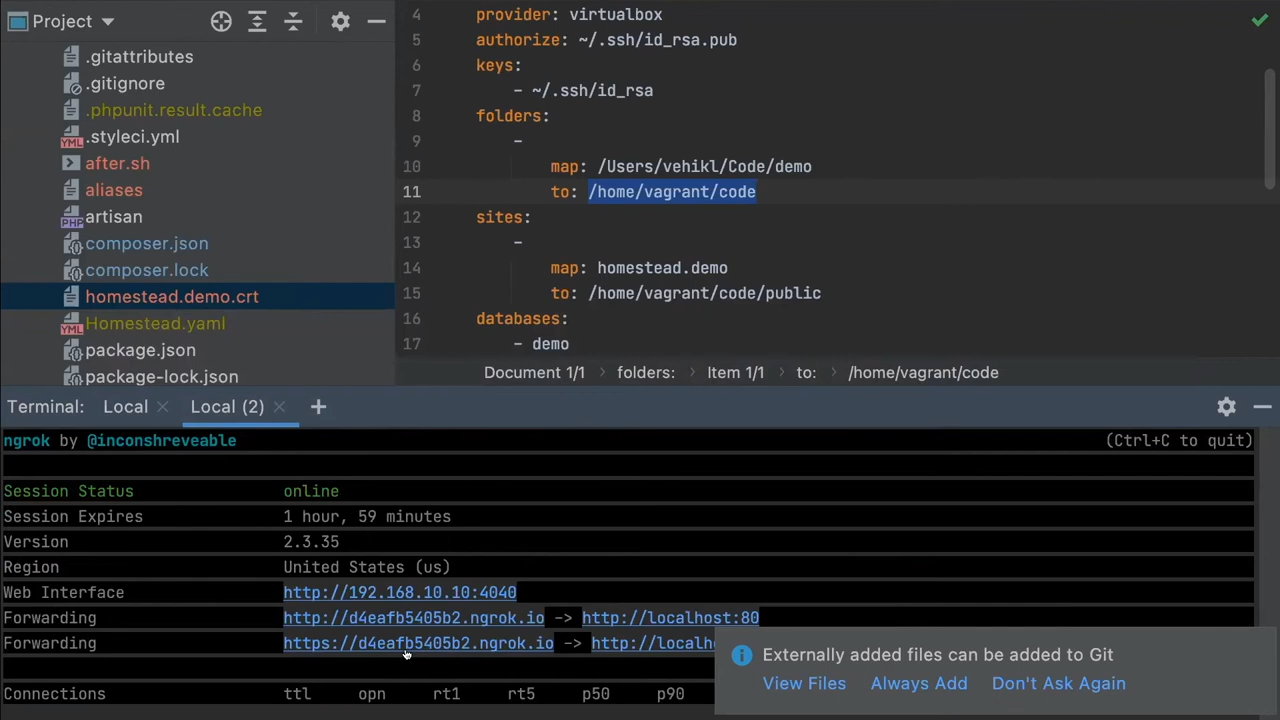 Project
.gitattributes
.gitignore
.phpunit.result.cache
YML .styleci.yml
after.sh
aliases
PHP artisan
composer.json
composer.lock
homestead.demo.crt
YML Homestead.yaml
package.json
package-lock.json
4 provider: virtualbox
5 authorize: ~/.ssh/id_rsa.pub
6 keys:
7 - ~/.ssh/id_rsa
8 folders:
9 -
10 map: /Users/vehikl/Code/demo
11 to: /home/vagrant/code
12 sites:
13 -
14 map: homestead.demo
15 to: /home/vagrant/code/public
16 databases:
17 - demo
Document 1/1 > folders: > Item 1/1 > to: > /home/vagrant/code
Terminal: Local × Local (2) × +
ngrok by @inconshreveable (Ctrl+C to quit)
Session Status online
Session Expires 1 hour, 59 minutes
Version 2.3.35
Region United States (us)
Web Interface http://192.168.10.10:4040
Forwarding http://d4eafb5405b2.ngrok.io -> http://localhost:80
Forwarding https://d4eafb5405b2.ngrok.io -> http://localh
Connections ttl opn rt1 rt5 p50 p90
Externally added files can be added to Git
View Files Always Add Don't Ask Again